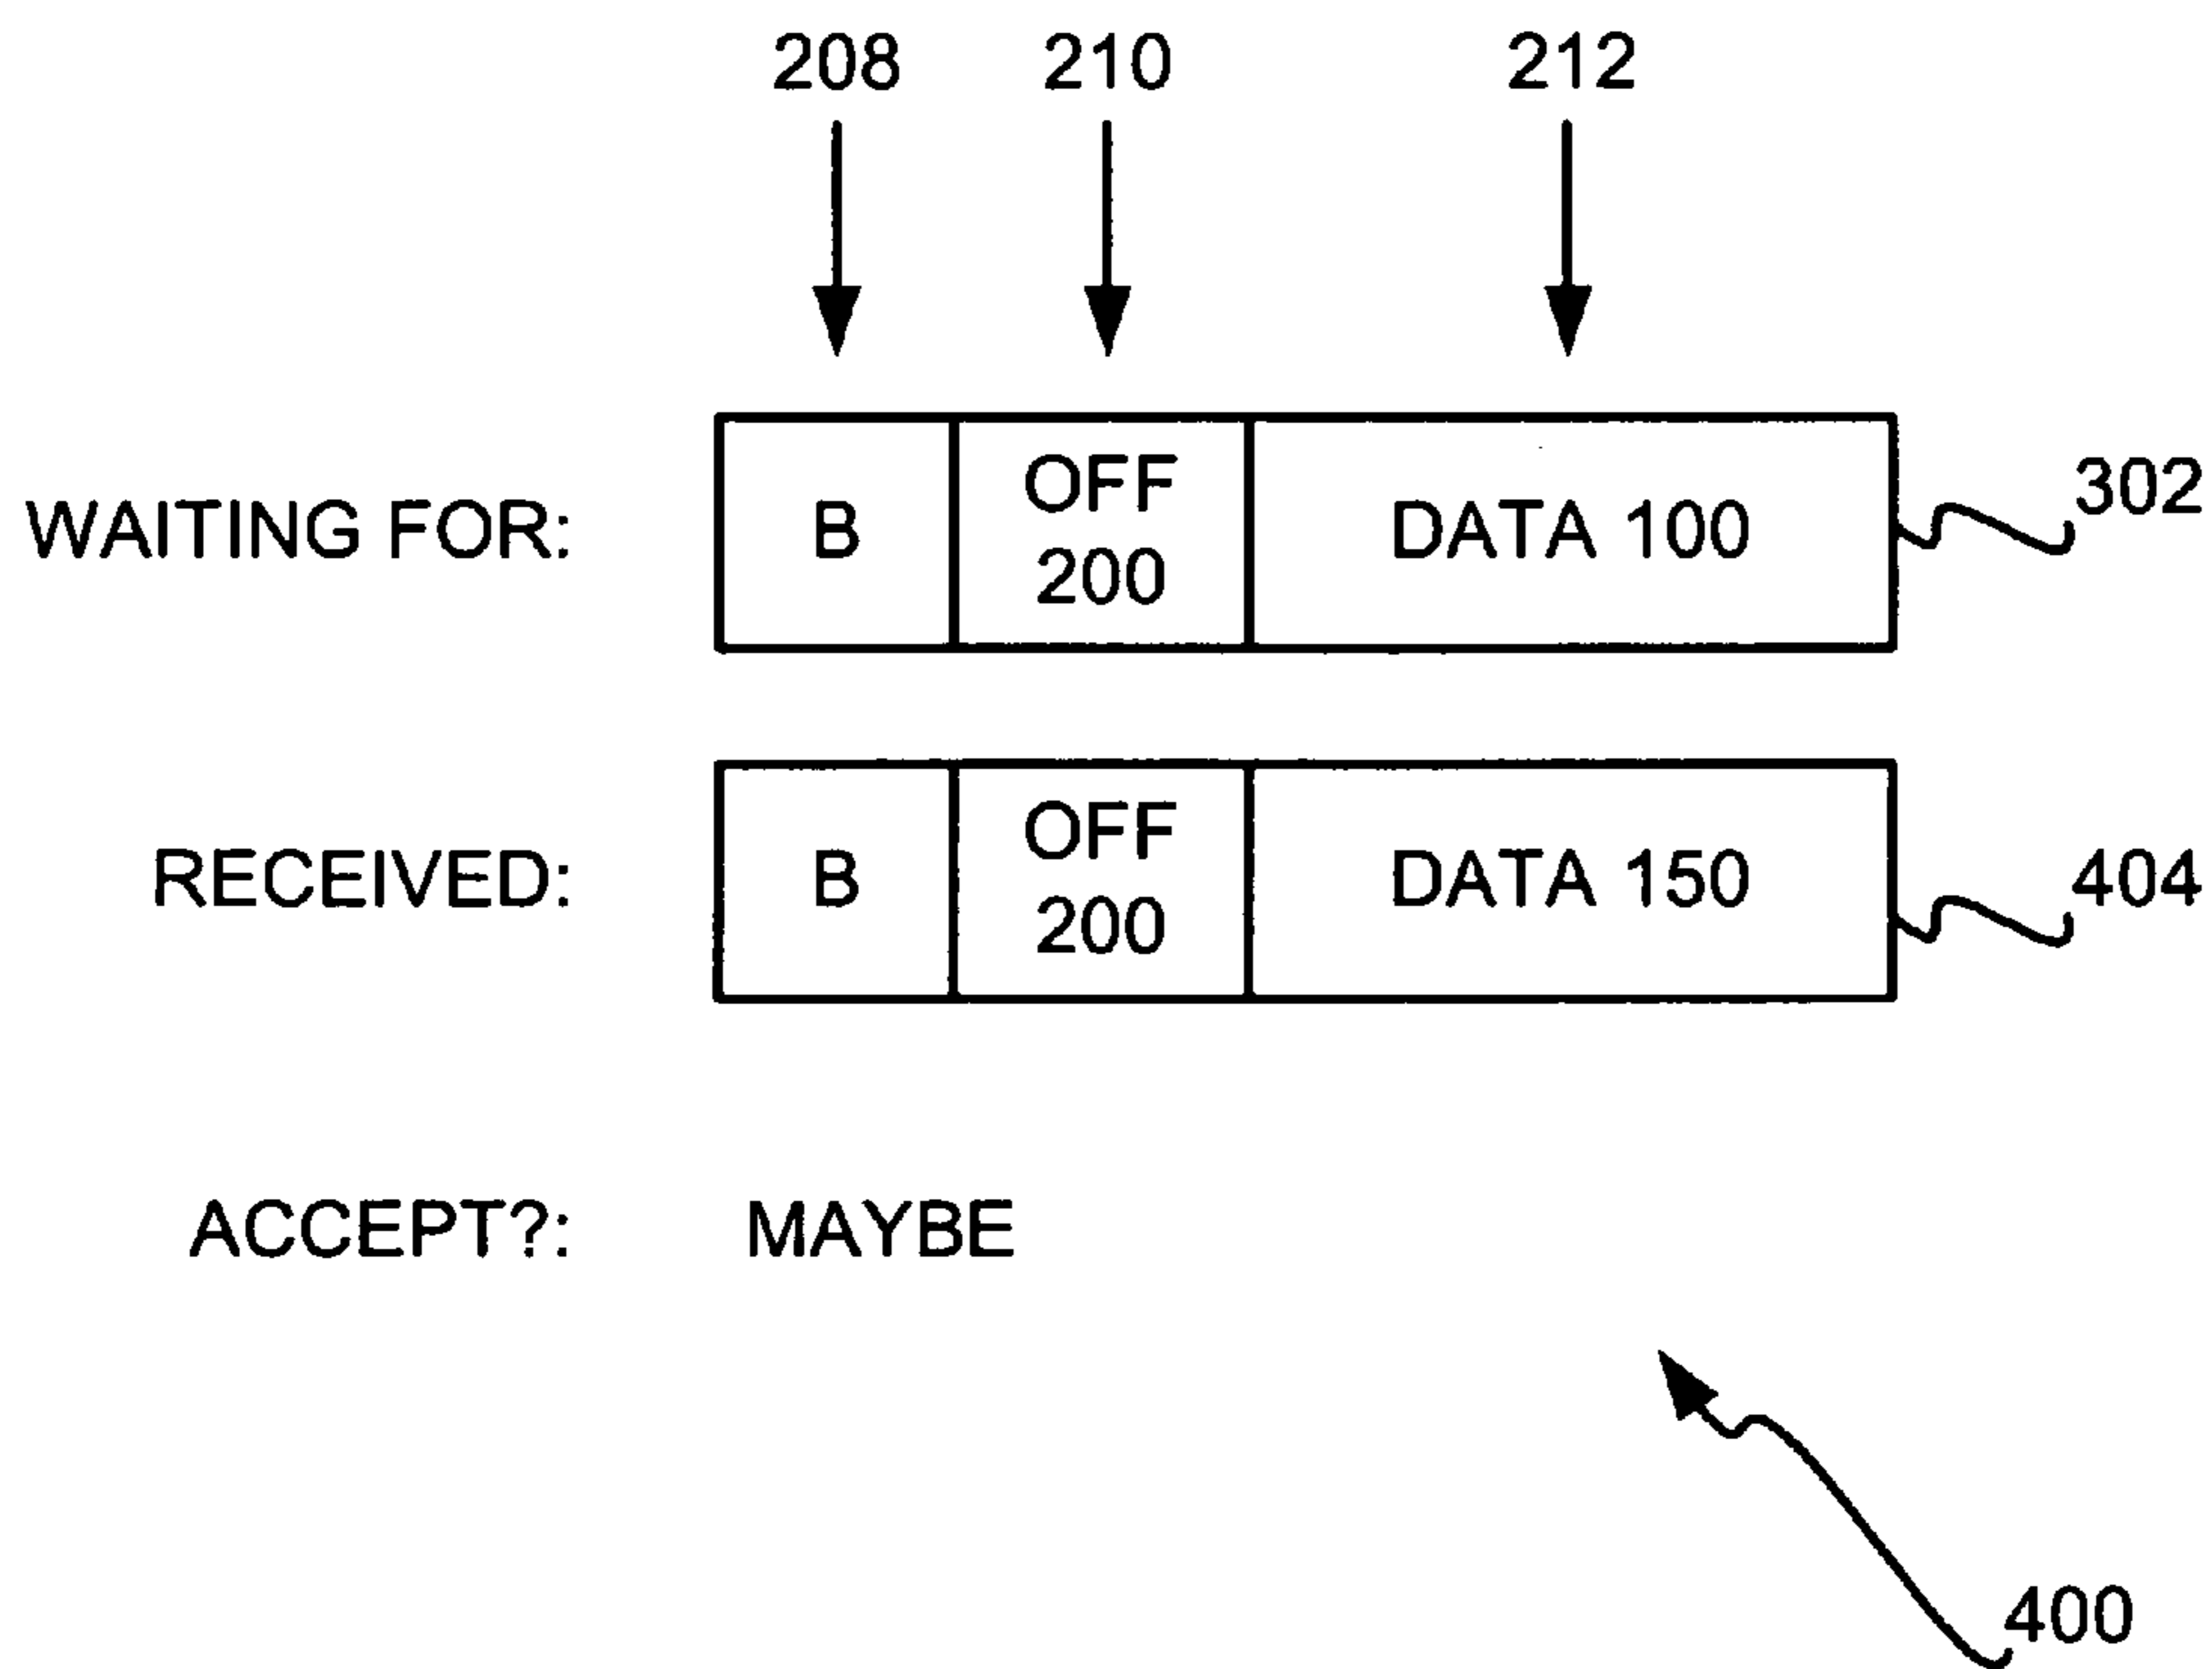 208 210 212
WAITING FOR: B OFF 200 DATA 100 302
RECEIVED: B OFF 200 DATA 150 404
ACCEPT?: MAYBE
400